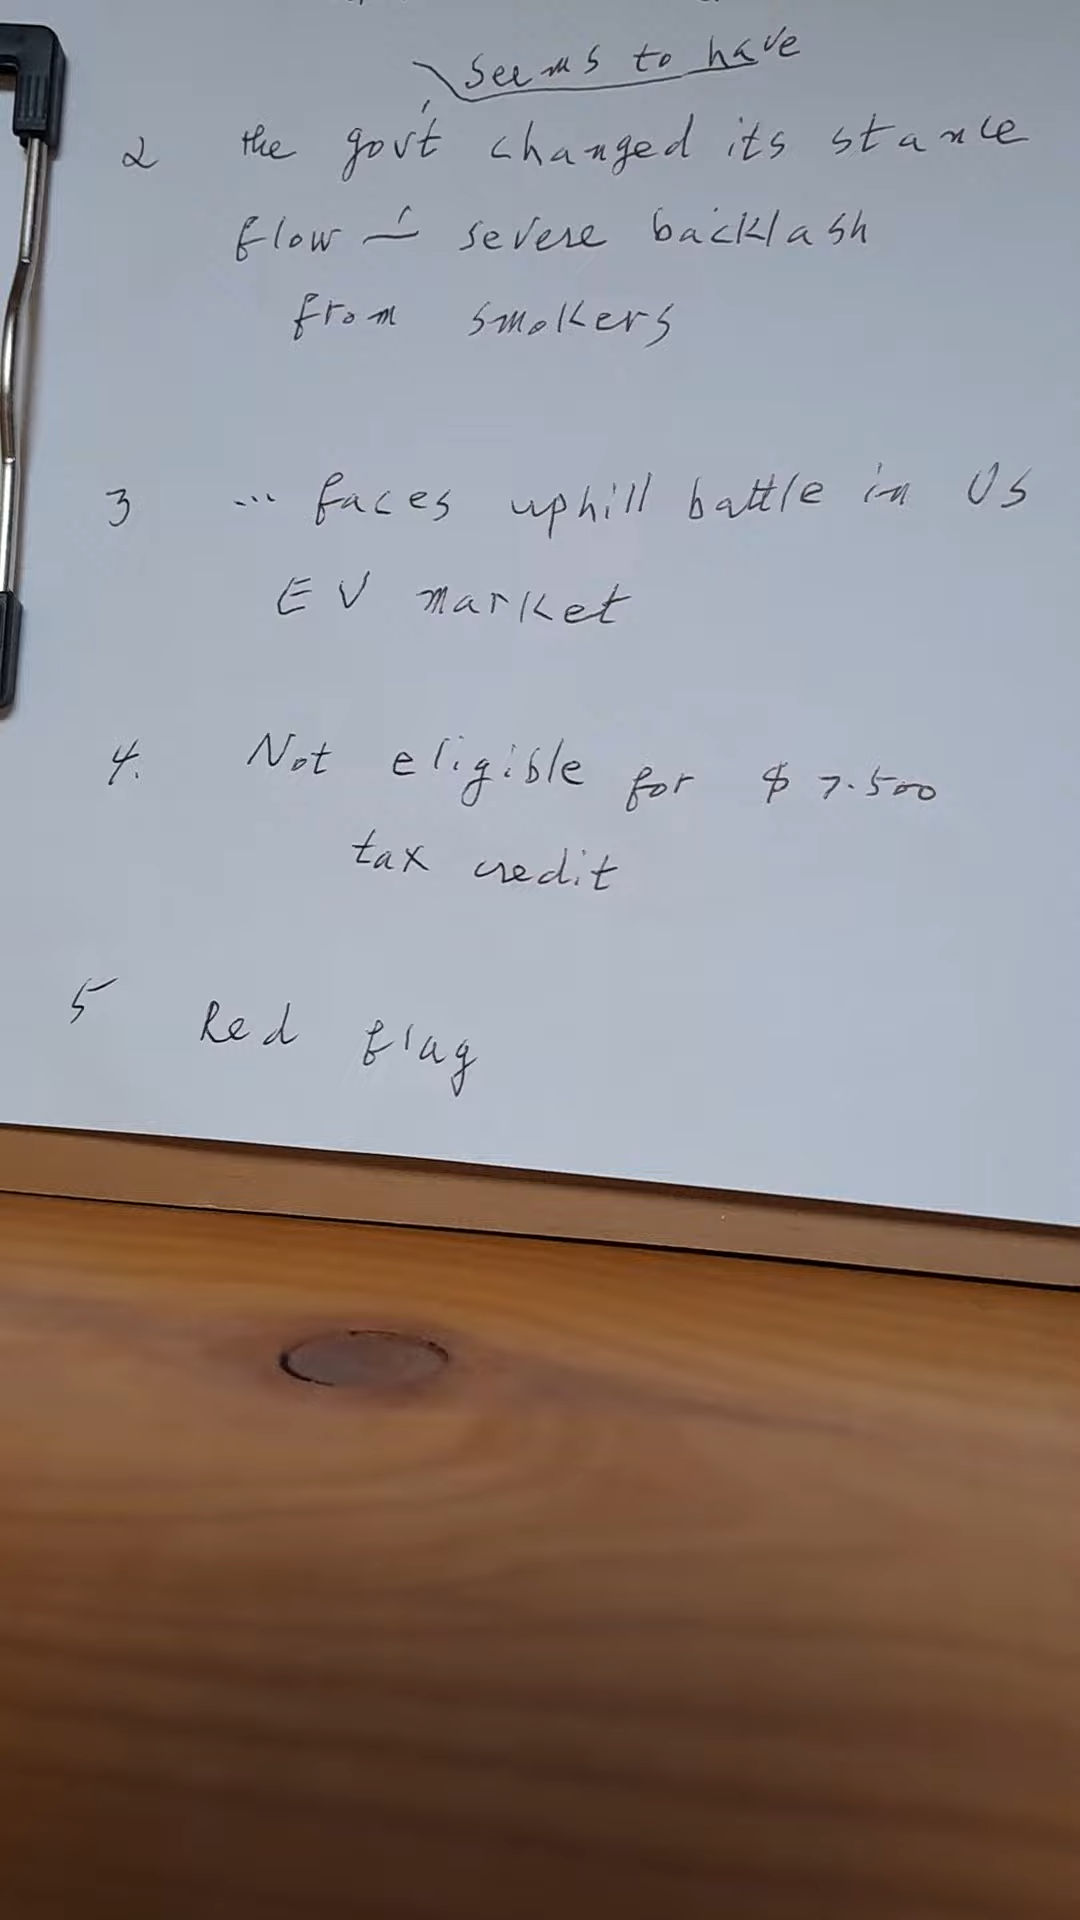 seems to have
2 the gov't changed its stance
flow severe backlash
from smokers
3 ... faces uphill battle in US
EV market
4. Not eligible for $7.500
tax credit
5 Red flag